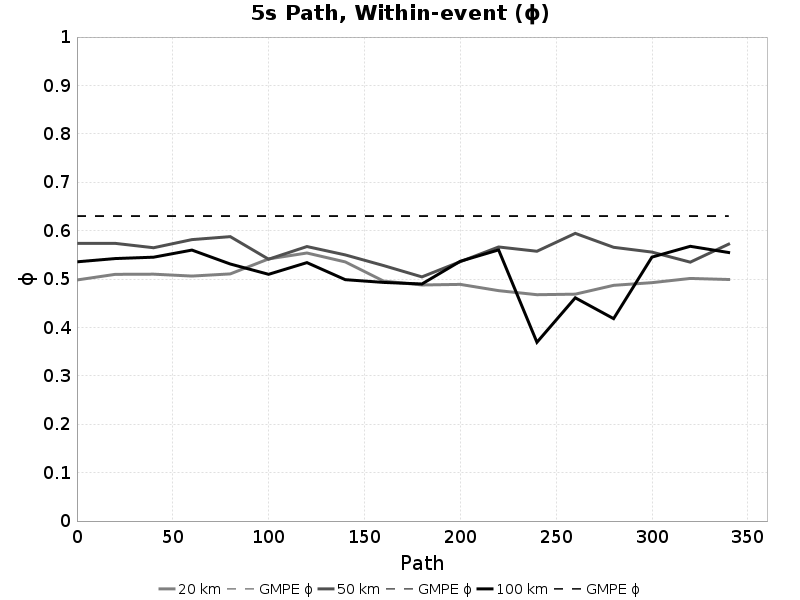 5s Path, Within-event (ϕ)
1
0.9
0.8
0.7
0.6
0.5
0.4
0.3
0.2
0.1
0
ϕ
0 50 100 150 200 250 300 350
Path
20 km GMPE ϕ 50 km GMPE ϕ 100 km GMPE ϕ